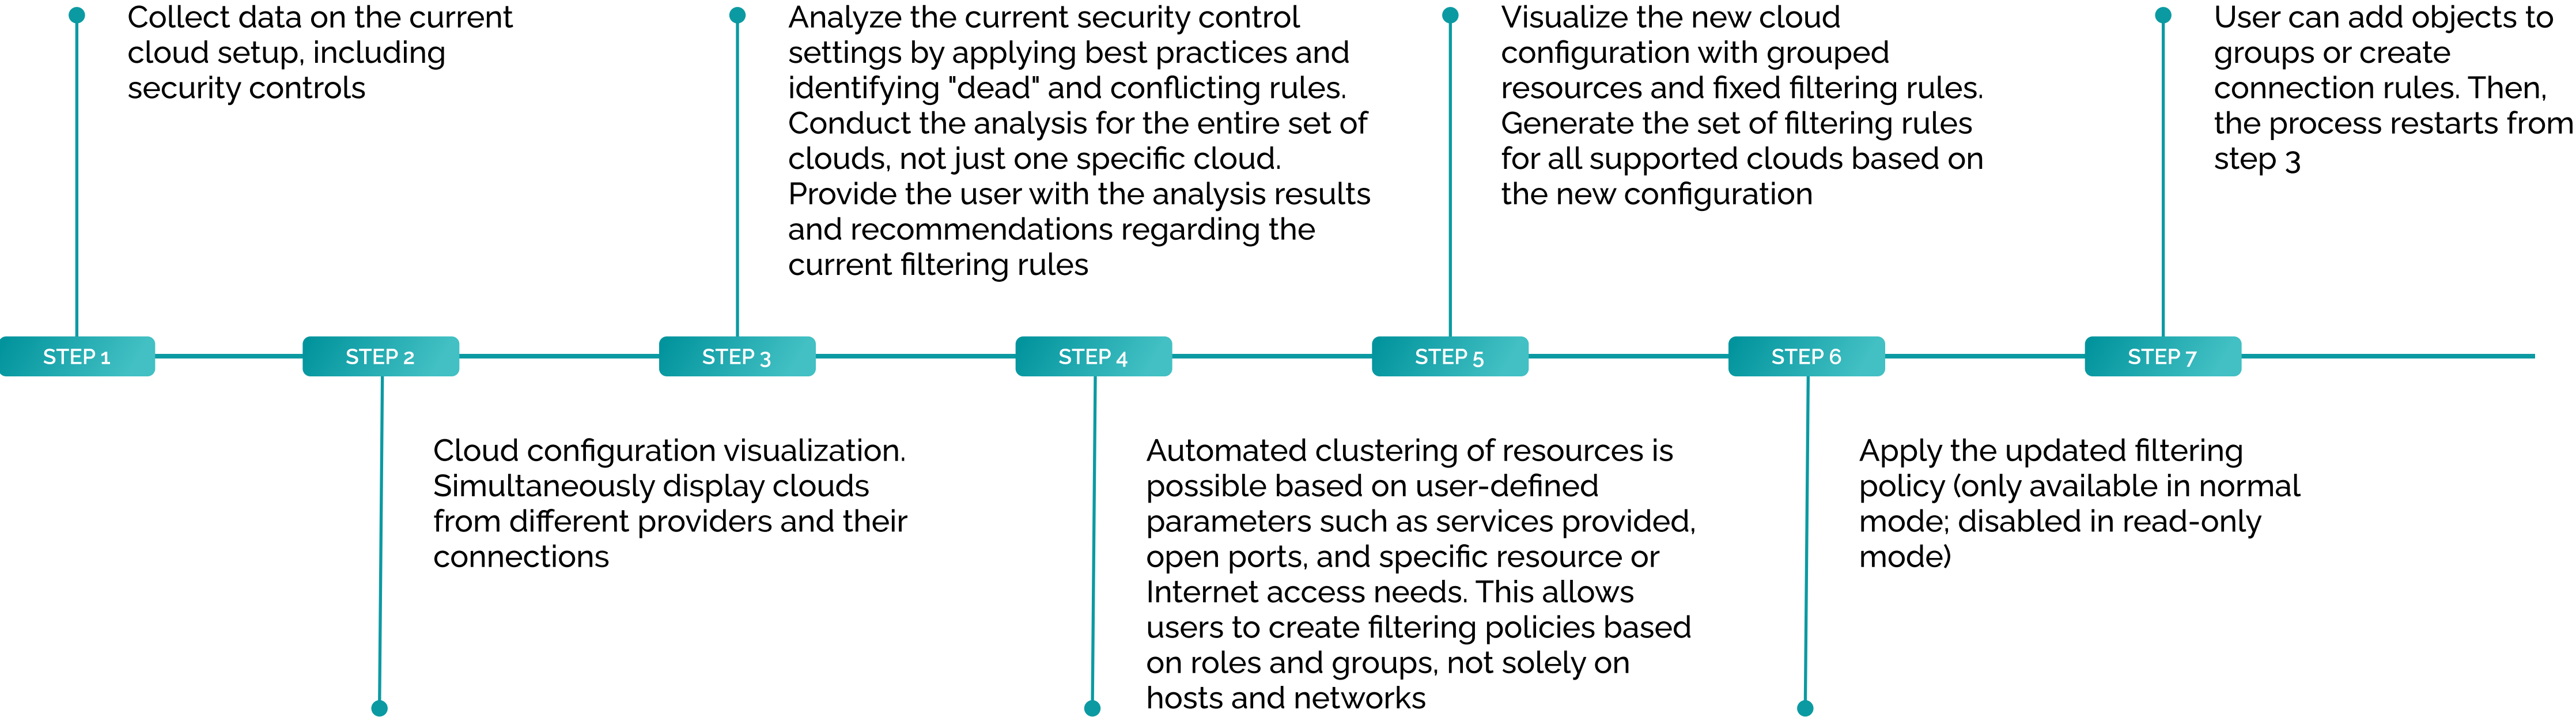 Collect data on the current
cloud setup, including
security controls
Analyze the current security control
settings by applying best practices and
identifying "dead" and conflicting rules.
Conduct the analysis for the entire set of
clouds, not just one specific cloud.
Provide the user with the analysis results
and recommendations regarding the
current filtering rules
Visualize the new cloud
configuration with grouped
resources and fixed filtering rules.
Generate the set of filtering rules
for all supported clouds based on
the new configuration
User can add objects to
groups or create
connection rules. Then,
the process restarts from
step 3
STEP 1
STEP 2
STEP 3
STEP 4
STEP 5
STEP 6
STEP 7
Cloud configuration visualization.
Simultaneously display clouds
from different providers and their
connections
Automated clustering of resources is
possible based on user-defined
parameters such as services provided,
open ports, and specific resource or
Internet access needs. This allows
users to create filtering policies based
on roles and groups, not solely on
hosts and networks
Apply the updated filtering
policy (only available in normal
mode; disabled in read-only
mode)